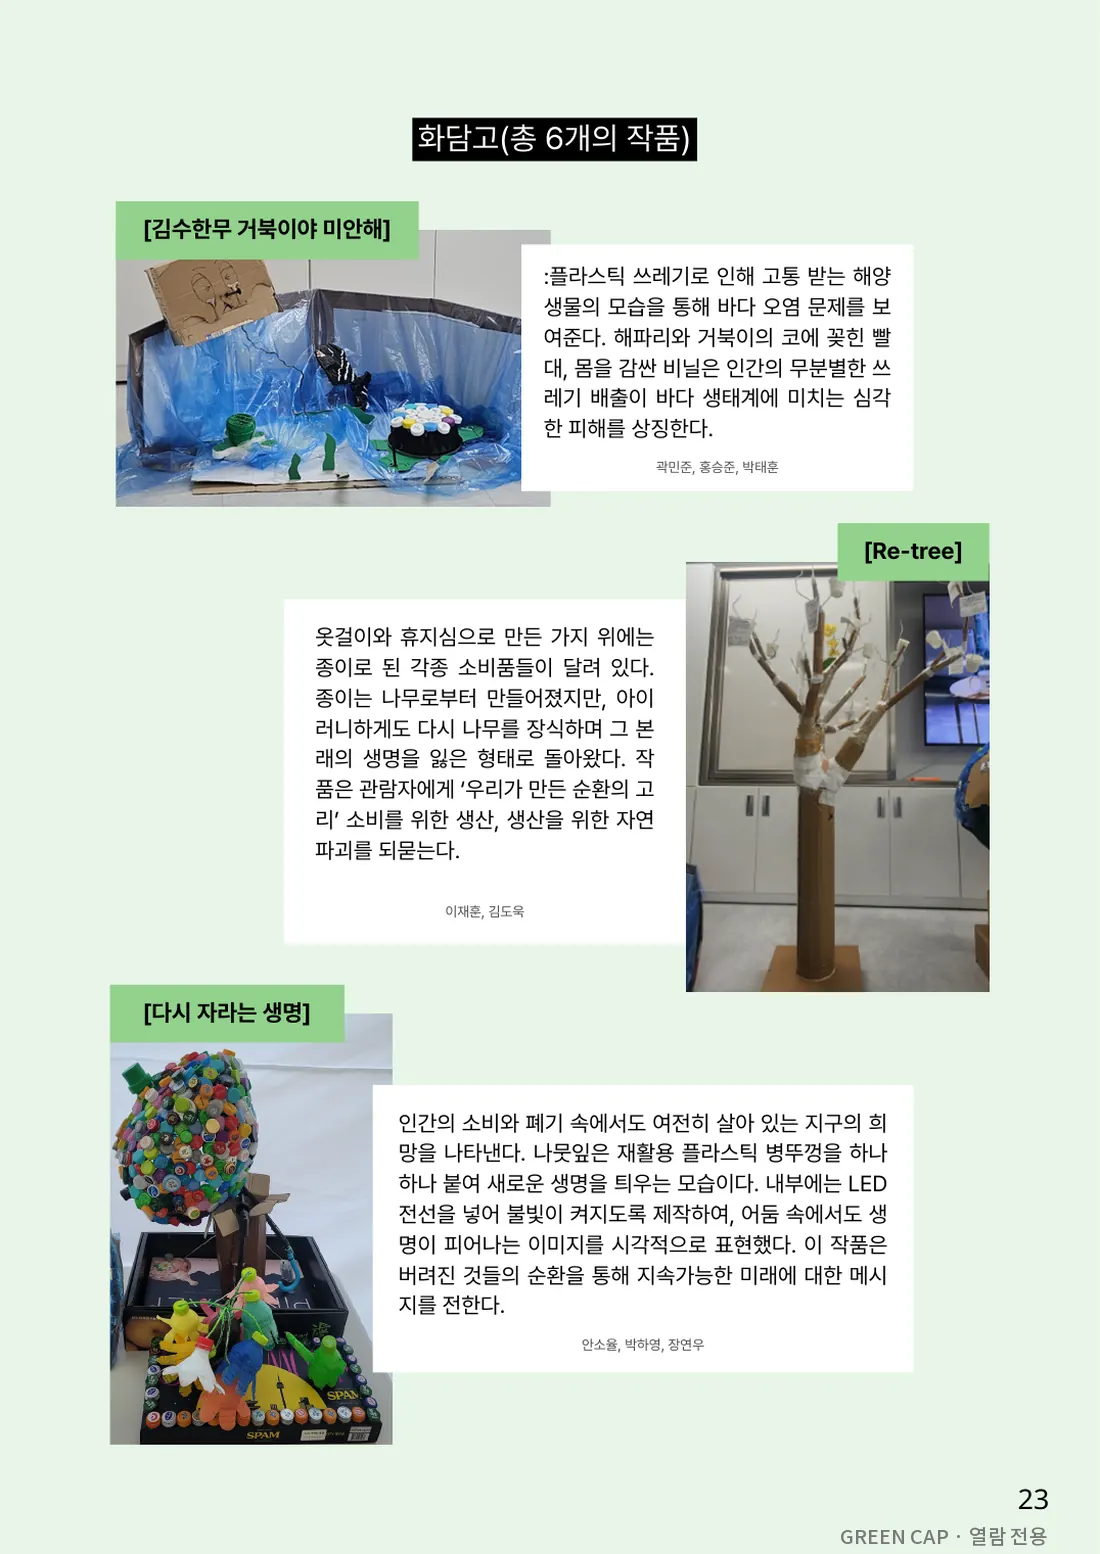 화담고(총 6개의 작품)
[김수한무 거북이야 미안해]
:플라스틱 쓰레기로 인해 고통 받는 해양
생물의 모습을 통해 바다 오염 문제를 보
여준다. 해파리와 거북이의 코에 꽂힌 빨
대, 몸을 감싼 비닐은 인간의 무분별한 쓰
레기 배출이 바다 생태계에 미치는 심각
한 피해를 상징한다.
곽민준, 홍승준, 박태훈
[Re-tree]
옷걸이와 휴지심으로 만든 가지 위에는
종이로 된 각종 소비품들이 달려 있다.
종이는 나무로부터 만들어졌지만, 아이
러니하게도 다시 나무를 장식하며 그 본
래의 생명을 잃은 형태로 돌아왔다. 작
품은 관람자에게 ‘우리가 만든 순환의 고
리’ 소비를 위한 생산, 생산을 위한 자연
파괴를 되묻는다.
이재훈, 김도욱
[다시 자라는 생명]
인간의 소비와 폐기 속에서도 여전히 살아 있는 지구의 희
망을 나타낸다. 나뭇잎은 재활용 플라스틱 병뚜껑을 하나
하나 붙여 새로운 생명을 틔우는 모습이다. 내부에는 LED
전선을 넣어 불빛이 켜지도록 제작하여, 어둠 속에서도 생
명이 피어나는 이미지를 시각적으로 표현했다. 이 작품은
버려진 것들의 순환을 통해 지속가능한 미래에 대한 메시
지를 전한다.
안소율, 박하영, 장연우
SPAM
SPAM
23
GREEN CAP · 열람 전용